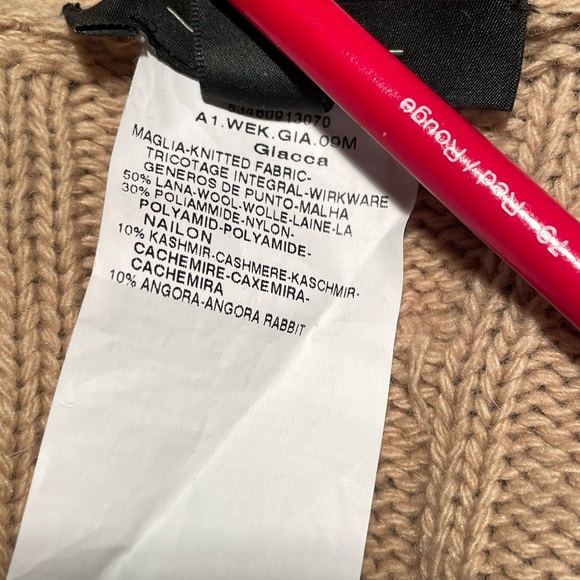 53460913070
A1.WEK.GIA.09M
Giacca
MAGLIA-KNITTED FABRIC-
TRICOTAGE INTEGRAL-WIRKWARE
GENEROS DE PUNTO-MALHA
50% LANA-WOOL-WOLLE-LAINE-LA
30% POLIAMMIDE-NYLON-
POLYAMID-POLYAMIDE-
NAILON
10% KASHMIR-CASHMERE-KASCHMIR-
CACHEMIRE-CAXEMIRA-
CACHEMIRA
10% ANGORA-ANGORA RABBIT
Red / Rouge